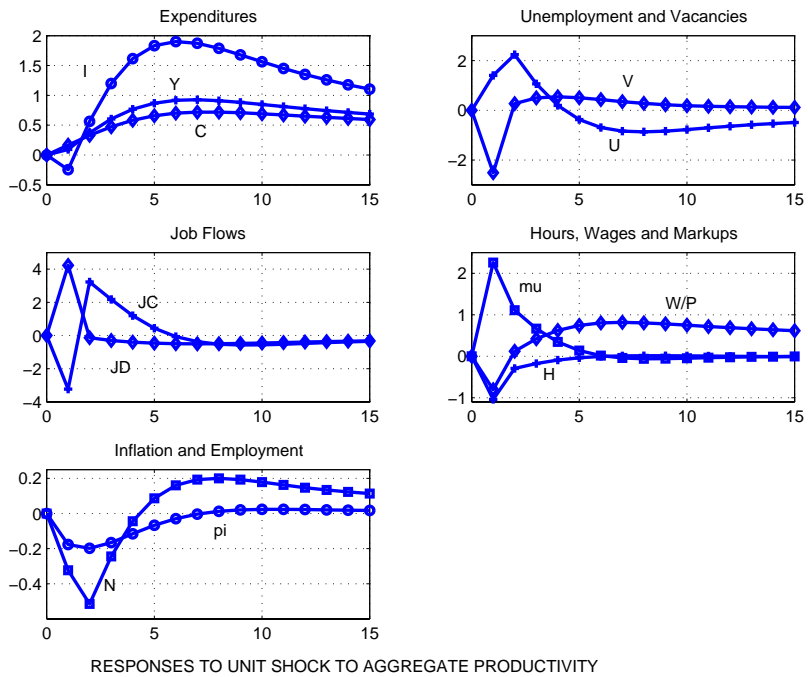 Expenditures
2
1.5
1
0.5
0
−0.5
I
Y
C
0 5 10 15
Unemployment and Vacancies
2
0
−2
V
U
0 5 10 15
Job Flows
4
2
0
−2
−4
JC
JD
0 5 10 15
Hours, Wages and Markups
2
1
0
−1
mu
W/P
H
0 5 10 15
Inflation and Employment
0.2
0
−0.2
−0.4
pi
N
0 5 10 15
RESPONSES TO UNIT SHOCK TO AGGREGATE PRODUCTIVITY